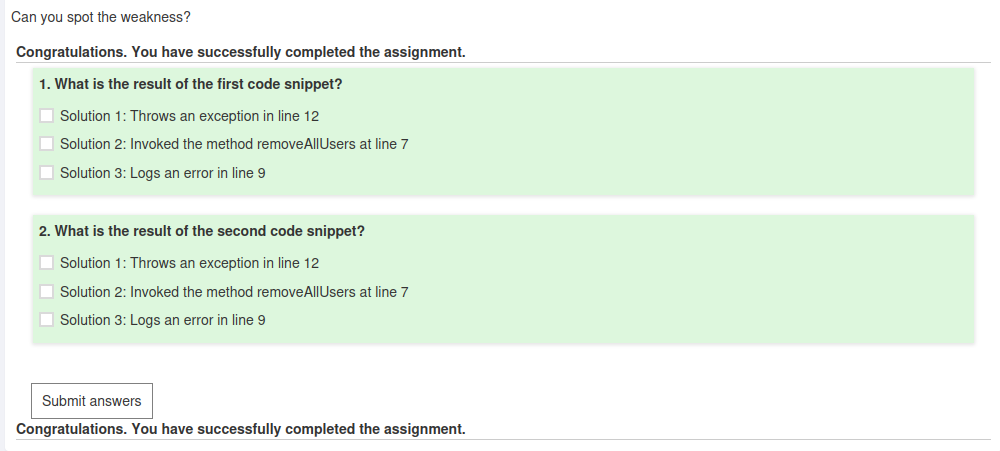 Can you spot the weakness?
Congratulations. You have successfully completed the assignment.
1. What is the result of the first code snippet?
Solution 1: Throws an exception in line 12
Solution 2: Invoked the method removeAllUsers at line 7
Solution 3: Logs an error in line 9
2. What is the result of the second code snippet?
Solution 1: Throws an exception in line 12
Solution 2: Invoked the method removeAllUsers at line 7
Solution 3: Logs an error in line 9
Submit answers
Congratulations. You have successfully completed the assignment.